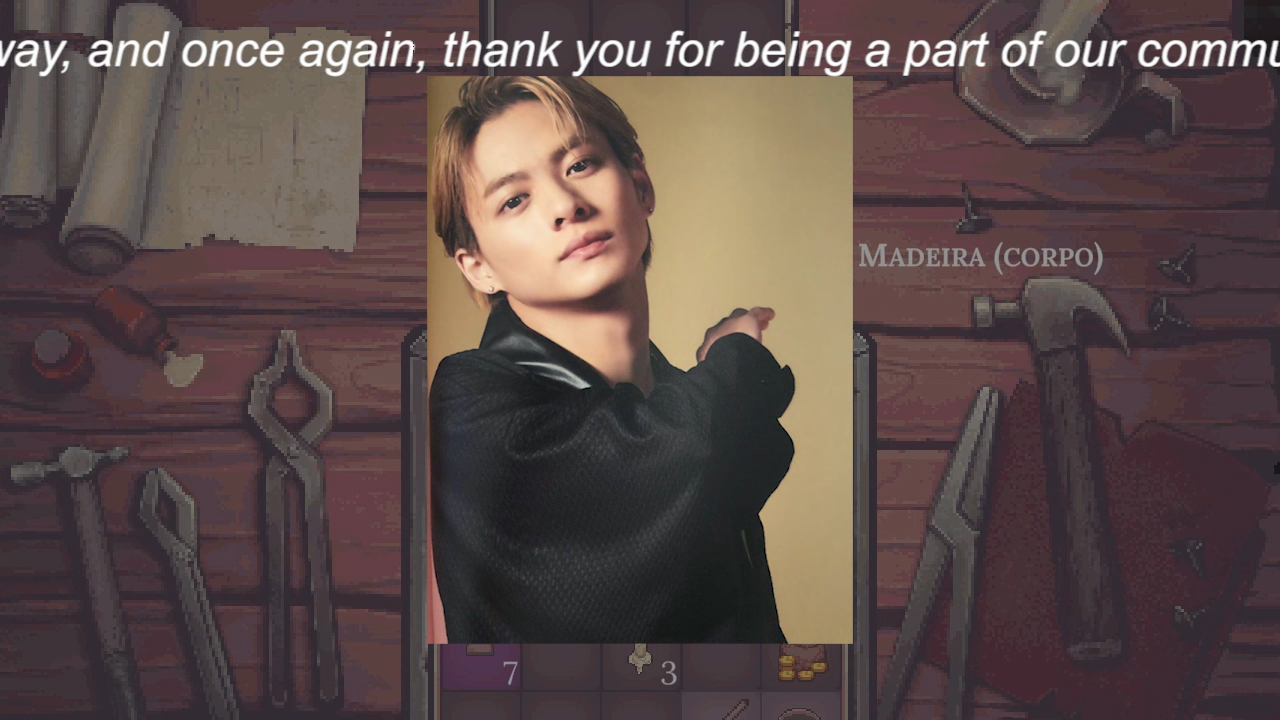 way, and once again, thank you for being a part of our commu
Madeira (corpo)
7
3